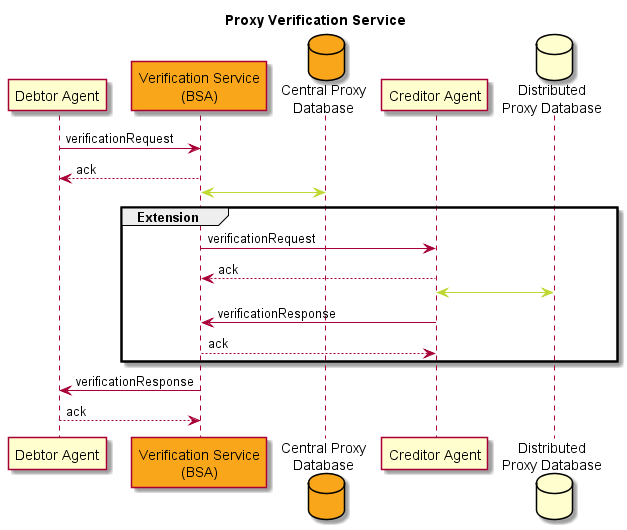 Proxy Verification Service
Debtor Agent
Verification Service
(BSA)
Central Proxy
Database
Creditor Agent
Distributed
Proxy Database
verificationRequest
ack
Extension
verificationRequest
ack
verificationResponse
ack
verificationResponse
ack
Debtor Agent
Verification Service
(BSA)
Central Proxy
Database
Creditor Agent
Distributed
Proxy Database